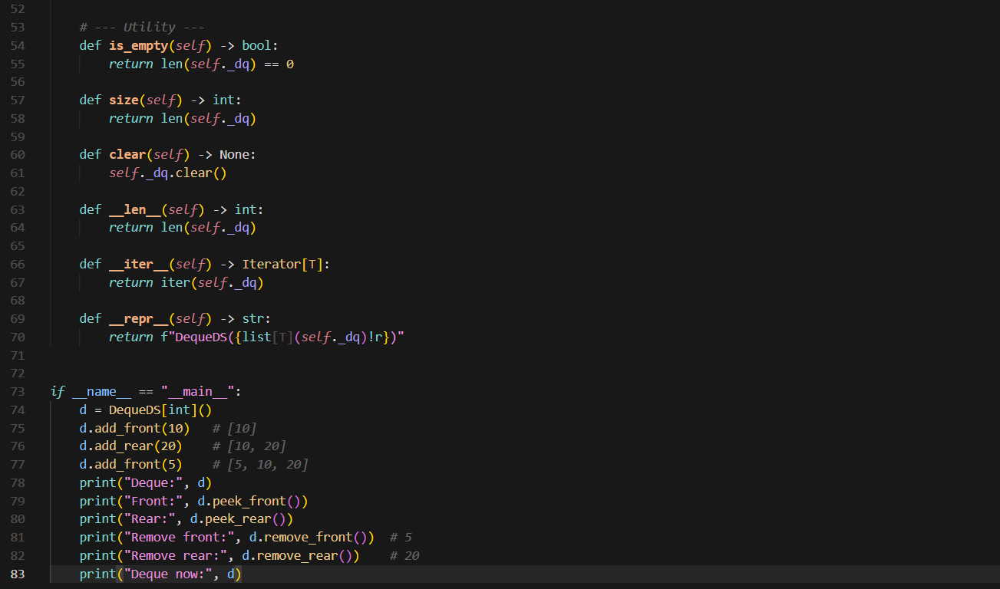 52
53 # --- Utility ---
54 def is_empty(self) -> bool:
55 return len(self._dq) == 0
56
57 def size(self) -> int:
58 return len(self._dq)
59
60 def clear(self) -> None:
61 self._dq.clear()
62
63 def __len__(self) -> int:
64 return len(self._dq)
65
66 def __iter__(self) -> Iterator[T]:
67 return iter(self._dq)
68
69 def __repr__(self) -> str:
70 return f"DequeDS({list[T](self._dq)!r})"
71
72
73 if __name__ == "__main__":
74 d = DequeDS[int]()
75 d.add_front(10) # [10]
76 d.add_rear(20) # [10, 20]
77 d.add_front(5) # [5, 10, 20]
78 print("Deque:", d)
79 print("Front:", d.peek_front())
80 print("Rear:", d.peek_rear())
81 print("Remove front:", d.remove_front()) # 5
82 print("Remove rear:", d.remove_rear()) # 20
83 print("Deque now:", d)